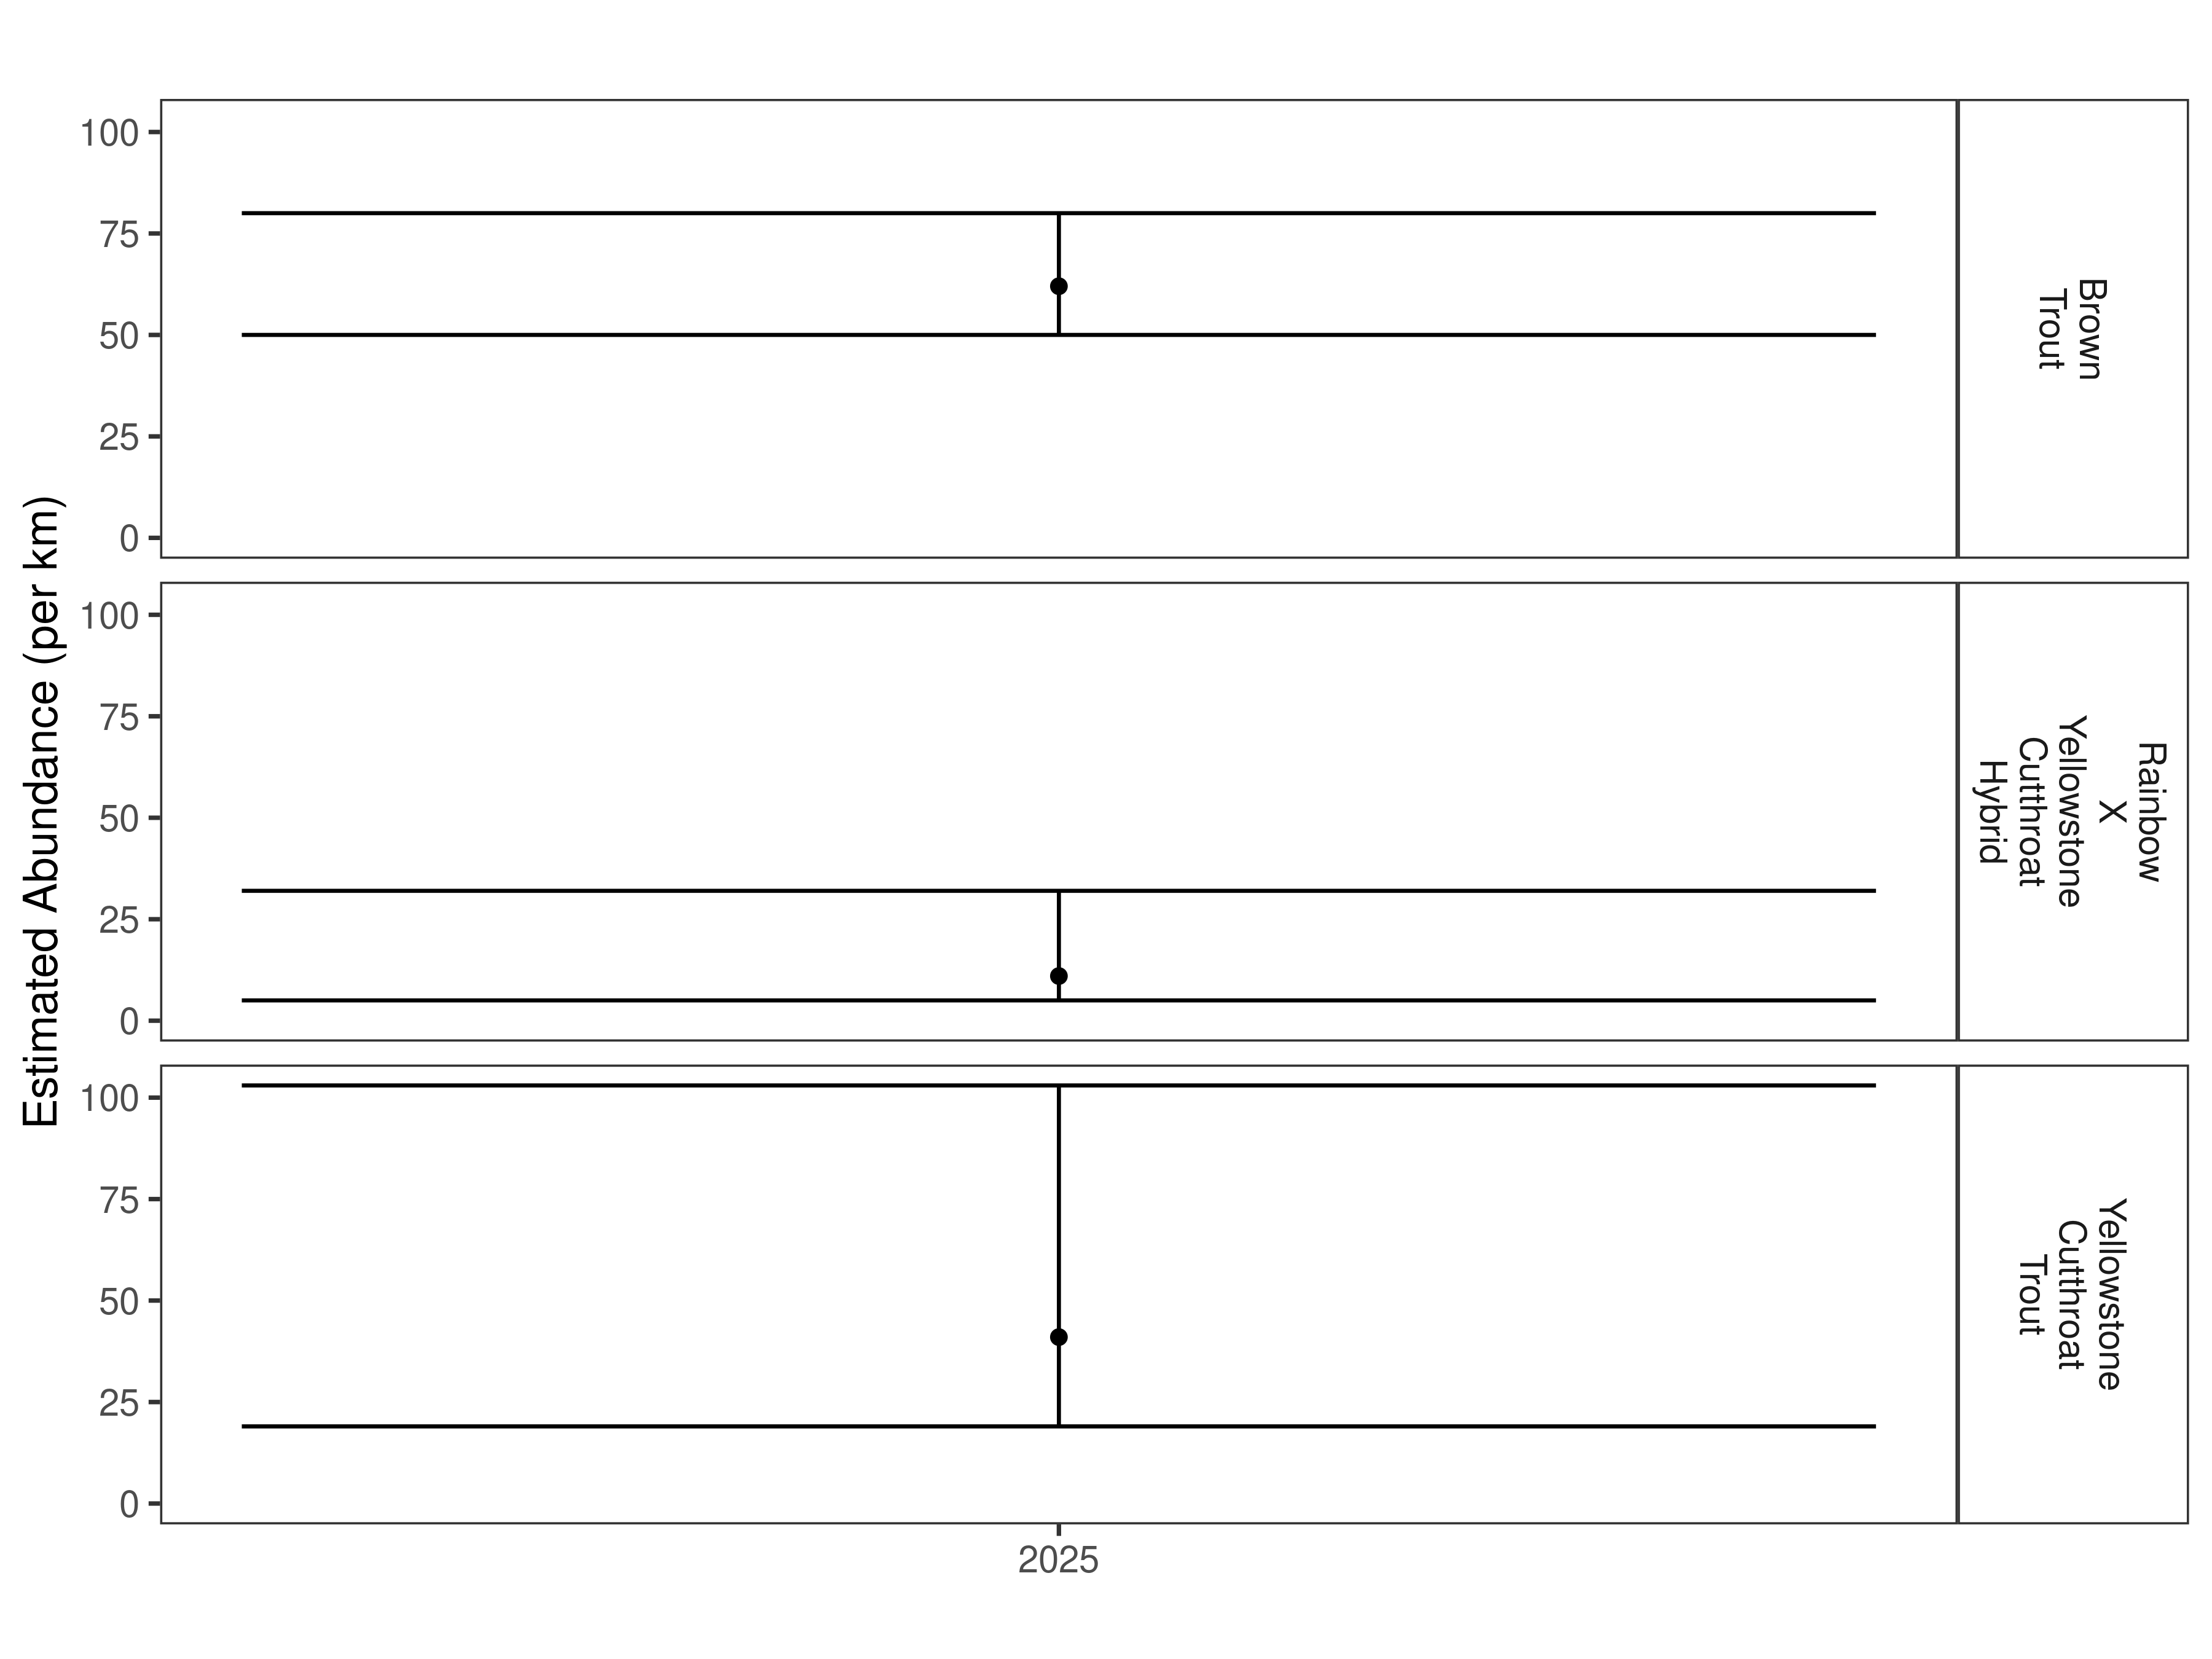 Estimated Abundance (per km)
100
75
50
25
0
Brown
Trout
100
75
50
25
0
Rainbow
X
Yellowstone
Cutthroat
Hybrid
100
75
50
25
0
Yellowstone
Cutthroat
Trout
2025